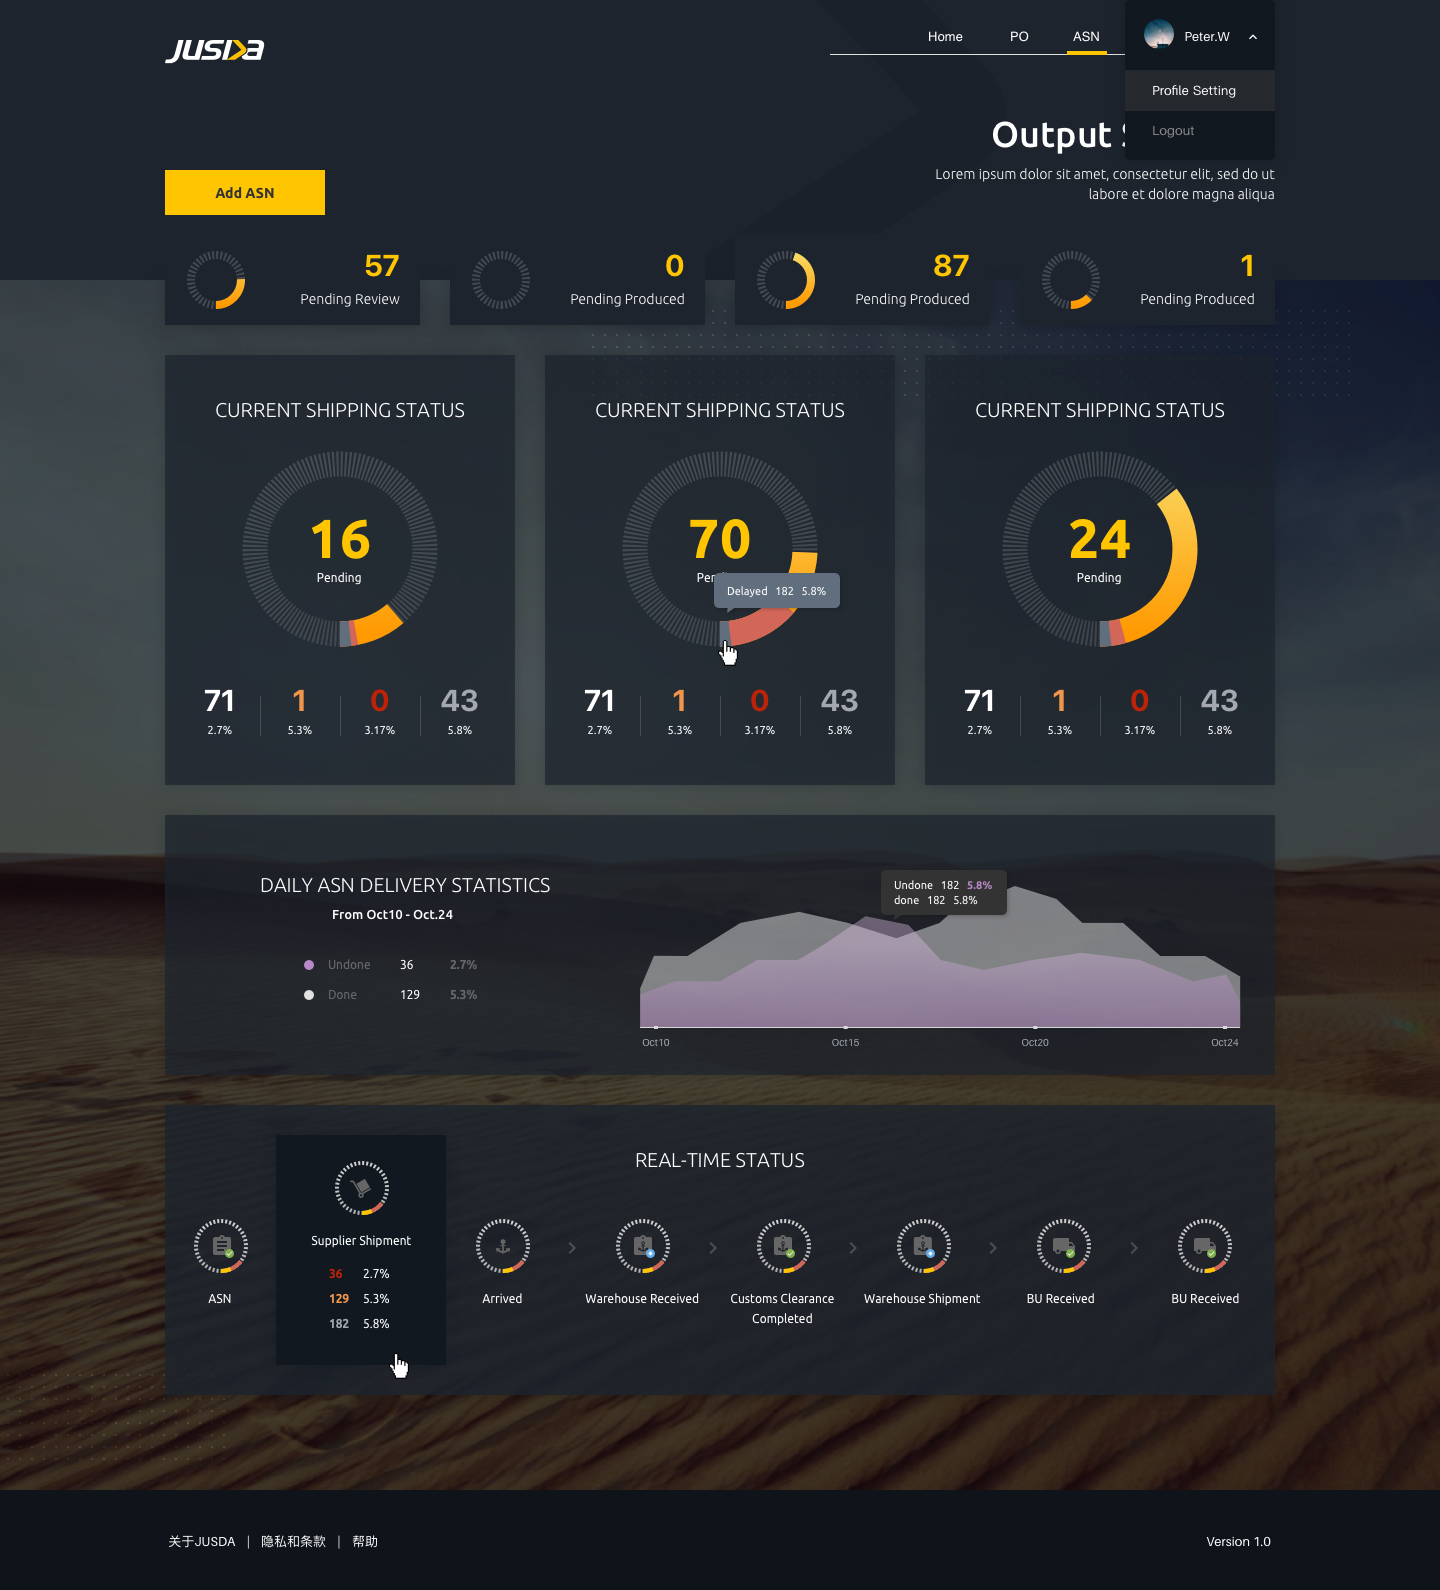 JUSDA
Home PO ASN Peter.W
Profile Setting
Logout
Output
Lorem ipsum dolor sit amet, consectetur elit, sed do ut
labore et dolore magna aliqua
Add ASN
57
Pending Review
0
Pending Produced
87
Pending Produced
1
Pending Produced
CURRENT SHIPPING STATUS
16
Pending
71 1 0 43
2.7% 5.3% 3.17% 5.8%
CURRENT SHIPPING STATUS
70
Pen
Delayed 182 5.8%
71 1 0 43
2.7% 5.3% 3.17% 5.8%
CURRENT SHIPPING STATUS
24
Pending
71 1 0 43
2.7% 5.3% 3.17% 5.8%
DAILY ASN DELIVERY STATISTICS
From Oct10 - Oct.24
Undone 36 2.7%
Done 129 5.3%
Undone 182 5.8%
done 182 5.8%
Oct10 Oct15 Oct20 Oct24
REAL-TIME STATUS
ASN
Supplier Shipment
36 2.7%
129 5.3%
182 5.8%
Arrived
Warehouse Received
Customs Clearance
Completed
Warehouse Shipment
BU Received
BU Received
关于JUSDA | 隐私和条款 | 帮助
Version 1.0